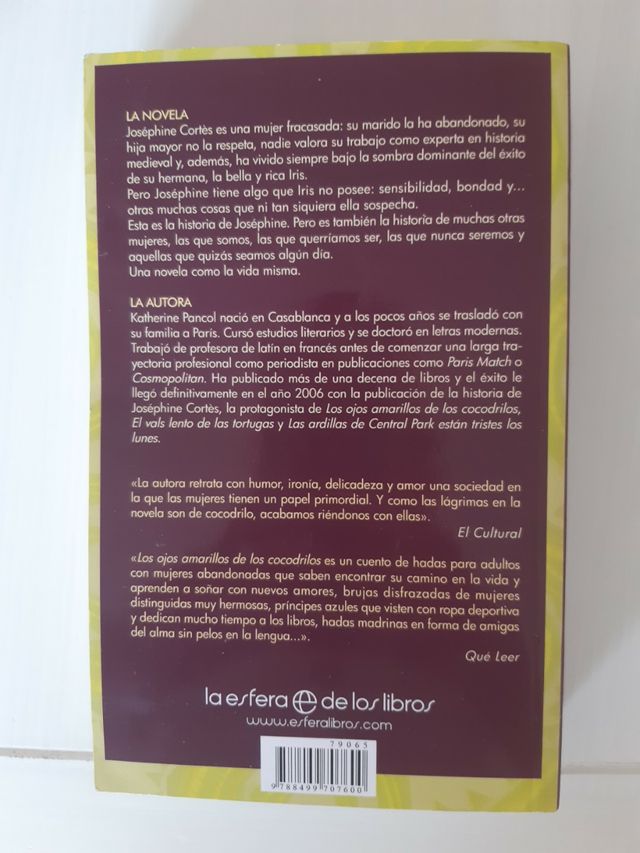 LA NOVELA
Joséphine Cortès es una mujer fracasada: su marido la ha abandonado, su
hija mayor no la respeta, nadie valora su trabajo como experta en historia
medieval y, además, ha vivido siempre bajo la sombra dominante del éxito
de su hermana, la bella y rica Iris.
Pero Joséphine tiene algo que Iris no posee: sensibilidad, bondad y...
otras muchas cosas que ni tan siquiera ella sospecha.
Esta es la historia de Joséphine. Pero es también la historia de muchas otras
mujeres, las que somos, las que querríamos ser, las que nunca seremos y
aquellas que quizás seamos algún día.
Una novela como la vida misma.
LA AUTORA
Katherine Pancol nació en Casablanca y a los pocos años se trasladó con
su familia a París. Cursó estudios literarios y se doctoró en letras modernas.
Trabajó de profesora de latín en francés antes de comenzar una larga tra-
yectoria profesional como periodista en publicaciones como Paris Match o
Cosmopolitan. Ha publicado más de una decena de libros y el éxito le
llegó definitivamente en el año 2006 con la publicación de la historia de
Joséphine Cortès, la protagonista de Los ojos amarillos de los cocodrilos,
El vals lento de las tortugas y Las ardillas de Central Park están tristes los
lunes.
«La autora retrata con humor, ironía, delicadeza y amor una sociedad en
la que las mujeres tienen un papel primordial. Y como las lágrimas en la
novela son de cocodrilo, acabamos riéndonos con ellas».
El Cultural
«Los ojos amarillos de los cocodrilos es un cuento de hadas para adultos
con mujeres abandonadas que saben encontrar su camino en la vida y
aprenden a soñar con nuevos amores, brujas disfrazadas de mujeres
distinguidas muy hermosas, príncipes azules que visten con ropa deportiva
y dedican mucho tiempo a los libros, hadas madrinas en forma de amigas
del alma sin pelos en la lengua...».
Qué Leer
la esfera de los libros
www.esferalibros.com
79065
9 788499 707600